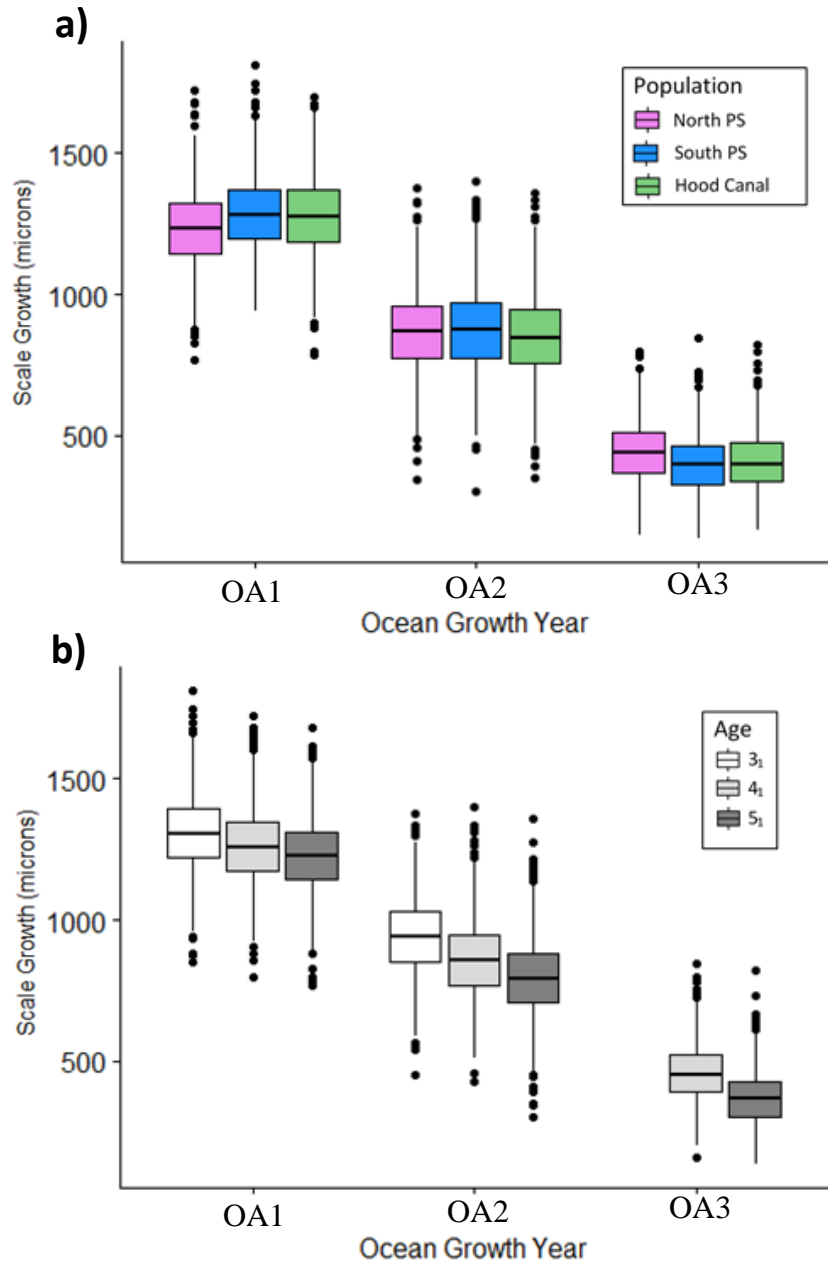 a)
Scale Growth (microns)
1500
1000
500
Population
North PS
South PS
Hood Canal
OA1 OA2 OA3
Ocean Growth Year
b)
Scale Growth (microns)
1500
1000
500
Age
3₁
4₁
5₁
OA1 OA2 OA3
Ocean Growth Year